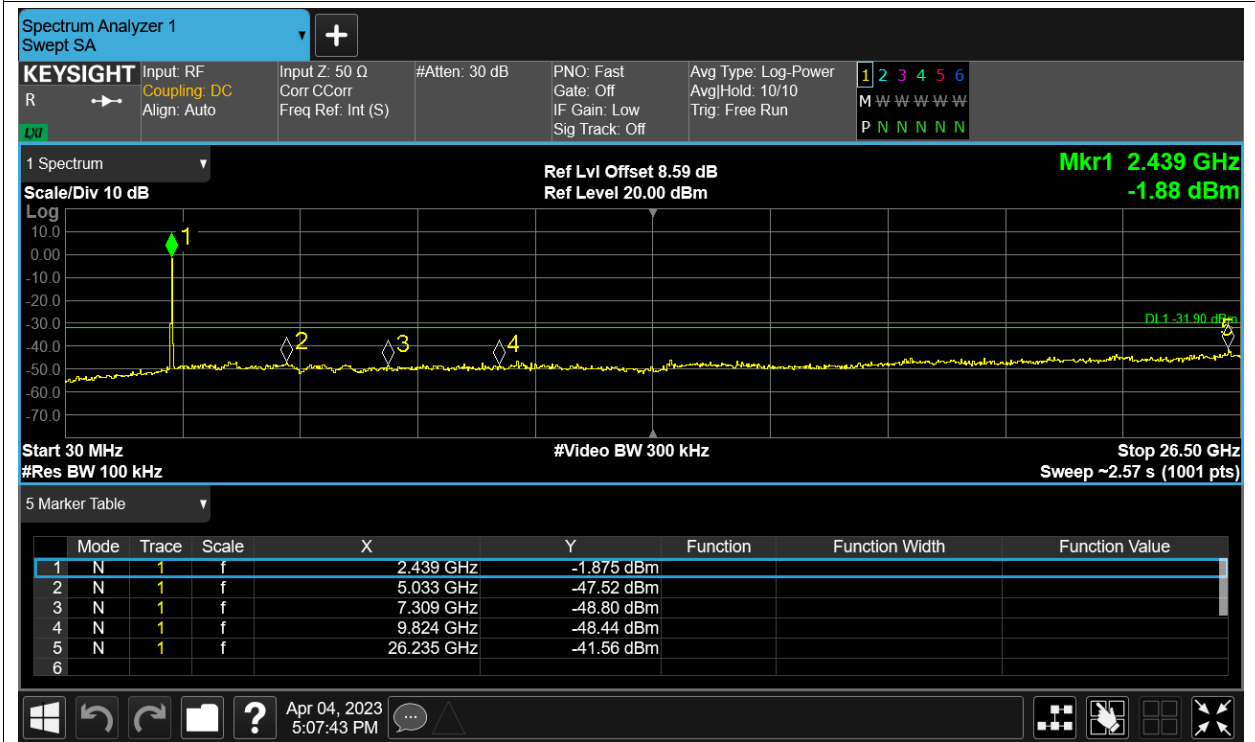 Spectrum Analyzer 1
Swept SA
KEYSIGHT
R
LXI
Input: RF
Coupling: DC
Align: Auto
Input Z: 50 Ω
Corr CCorr
Freq Ref: Int (S)
#Atten: 30 dB
PNO: Fast
Gate: Off
IF Gain: Low
Sig Track: Off
Avg Type: Log-Power
Avg|Hold: 10/10
Trig: Free Run
1 2 3 4 5 6
M W W W W W
P N N N N N
1 Spectrum
Scale/Div 10 dB
Ref Lvl Offset 8.59 dB
Ref Level 20.00 dBm
Mkr1 2.439 GHz
-1.88 dBm
Log
10.0
0.00
-10.0
-20.0
-30.0
-40.0
-50.0
-60.0
-70.0
1
2
3
4
5
DL1 -31.90 dBm
Start 30 MHz
#Res BW 100 kHz
#Video BW 300 kHz
Stop 26.50 GHz
Sweep ~2.57 s (1001 pts)
5 Marker Table
Mode Trace Scale X Y Function Function Width Function Value
1 N 1 f 2.439 GHz -1.875 dBm
2 N 1 f 5.033 GHz -47.52 dBm
3 N 1 f 7.309 GHz -48.80 dBm
4 N 1 f 9.824 GHz -48.44 dBm
5 N 1 f 26.235 GHz -41.56 dBm
6
?
Apr 04, 2023
5:07:43 PM